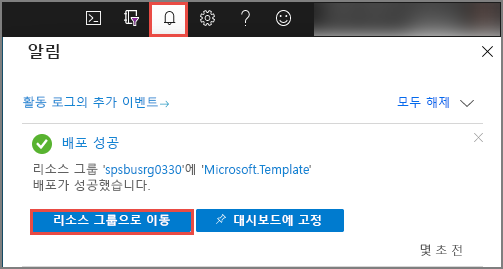 알림
활동 로그의 추가 이벤트→
모두 해제
배포 성공
리소스 그룹 'spsbusrg0330'에 'Microsoft.Template'
배포가 성공했습니다.
리소스 그룹으로 이동
대시보드에 고정
몇 초 전